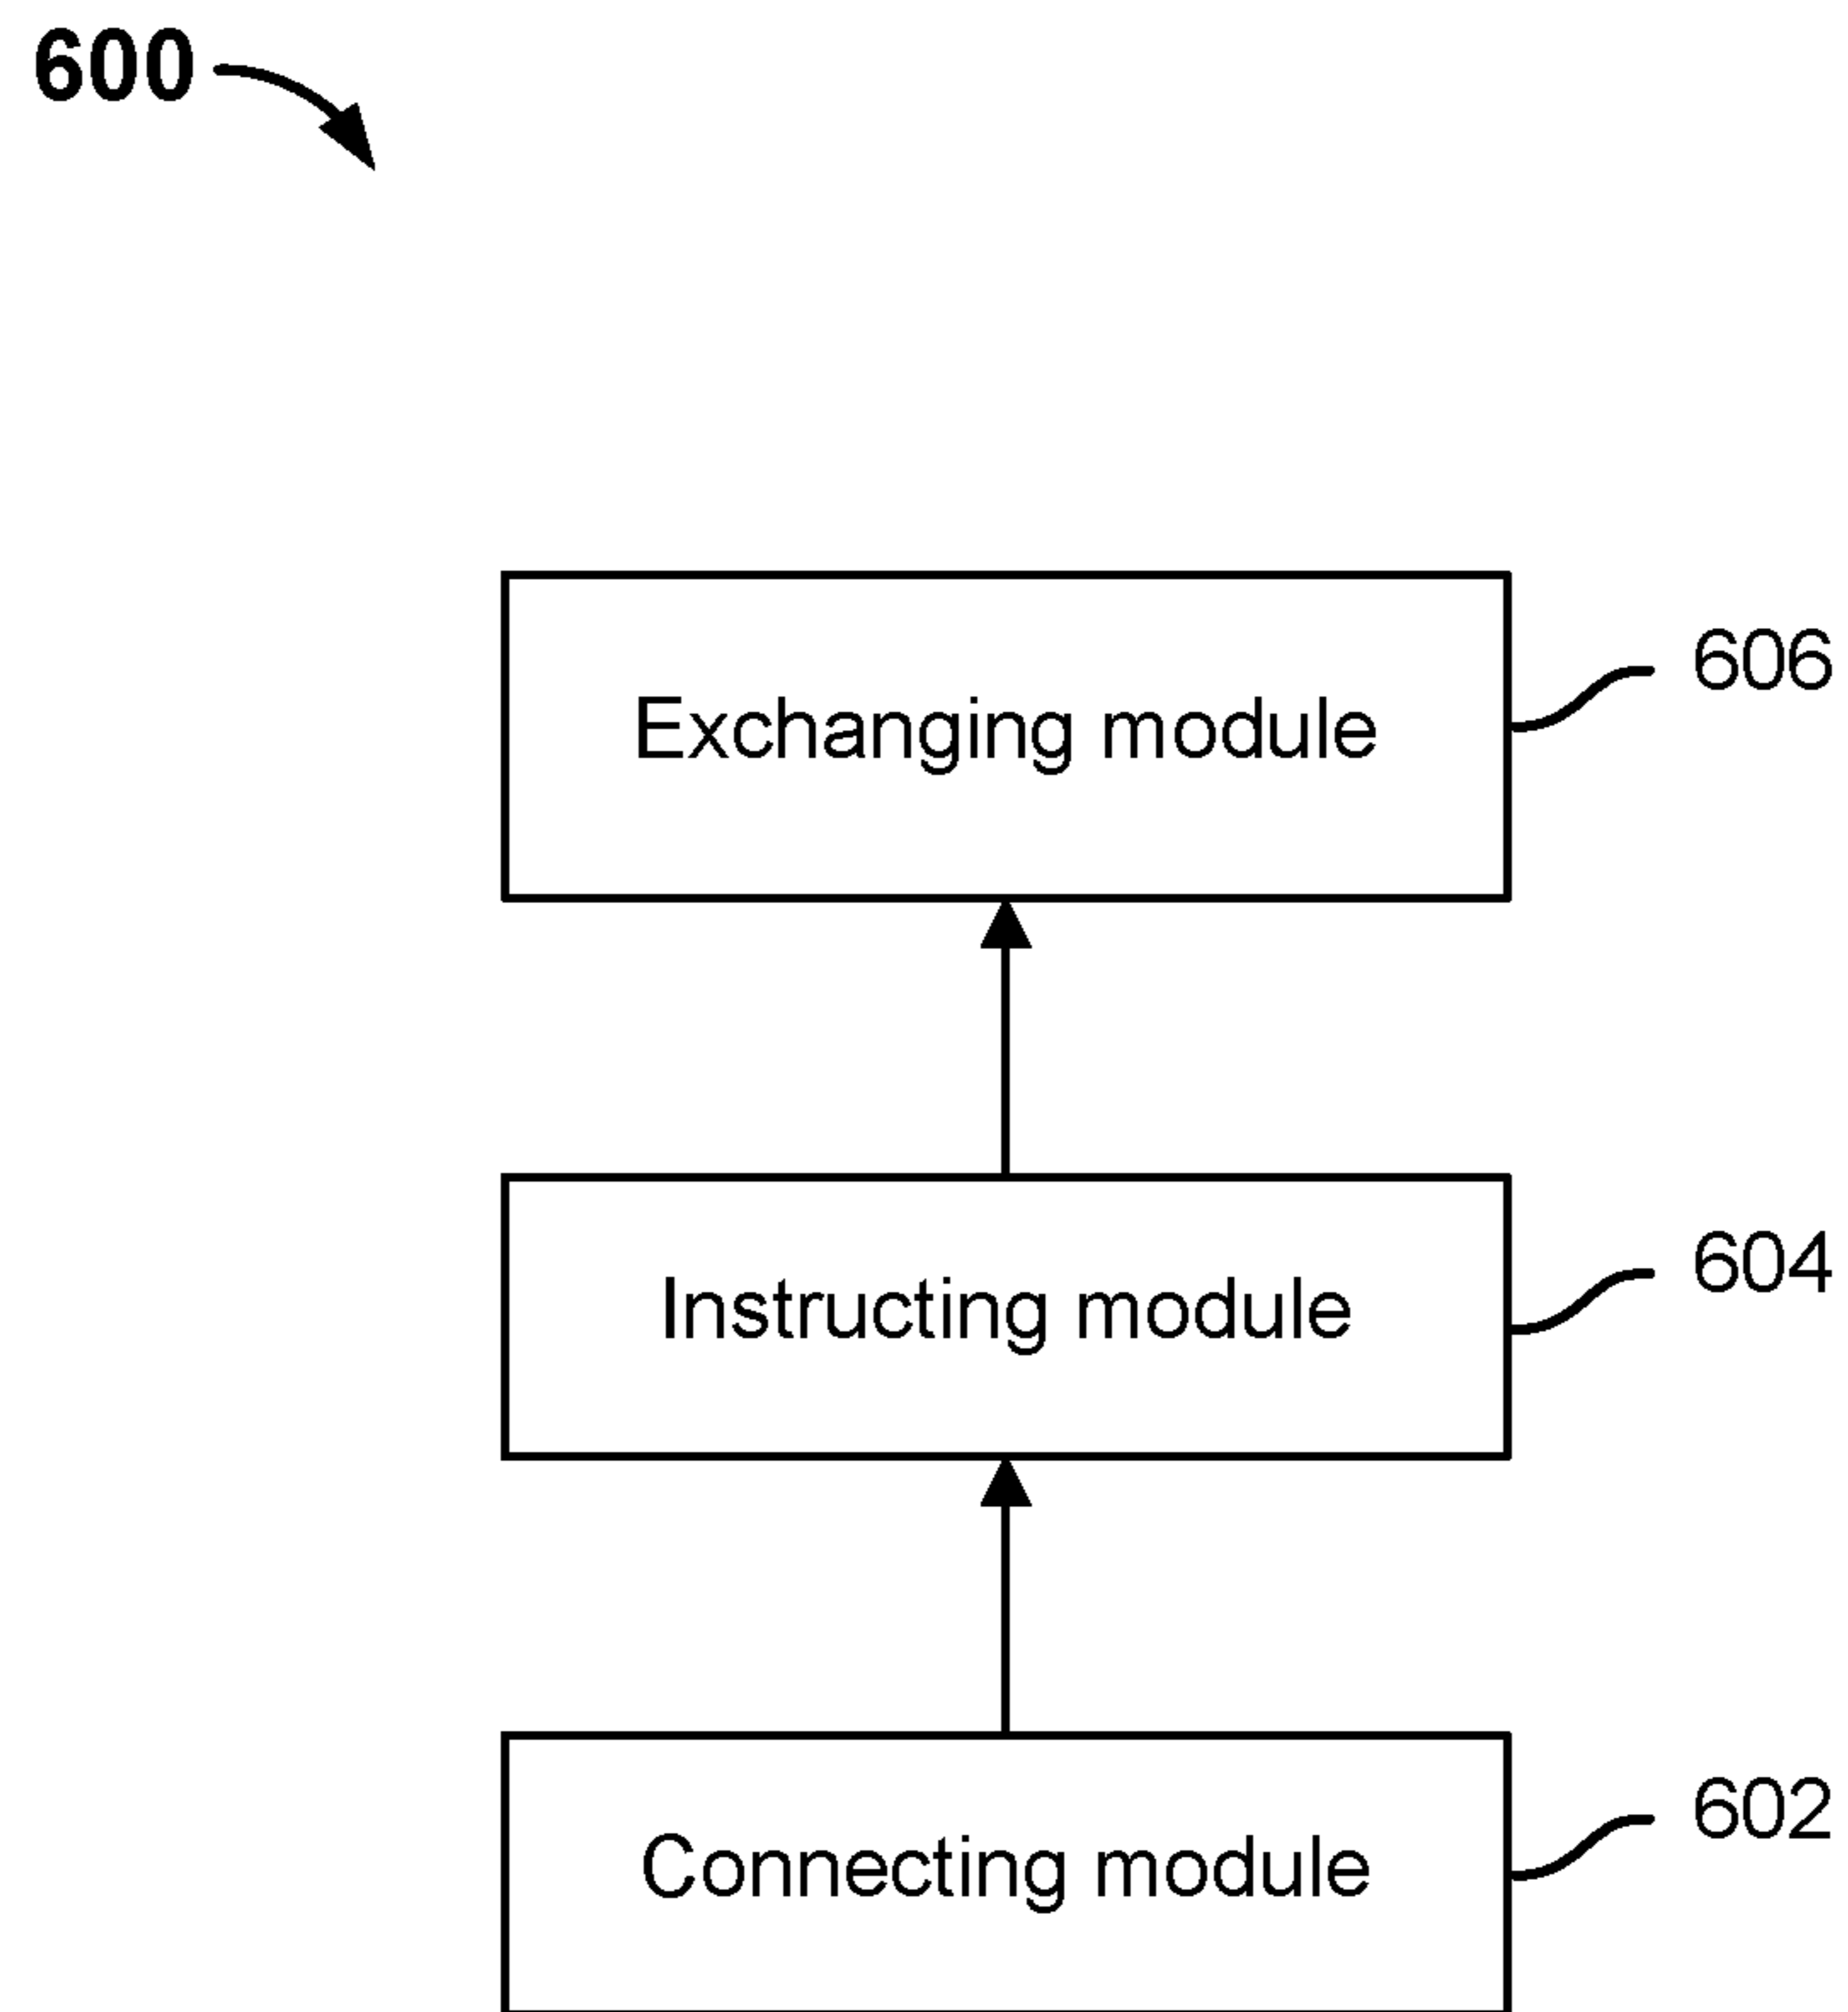 600
Exchanging module
606
Instructing module
604
Connecting module
602